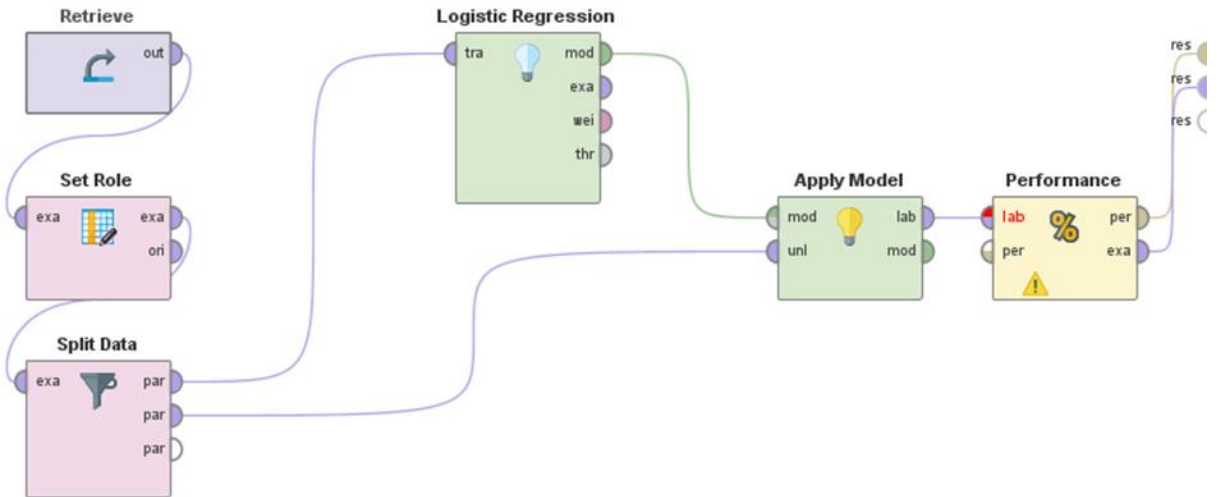 Retrieve
out
Set Role
exa exa
ori
Split Data
exa par
par
par
Logistic Regression
tra mod
exa
wei
thr
Apply Model
mod lab
unl mod
Performance
lab per
per exa
%
res
res
res